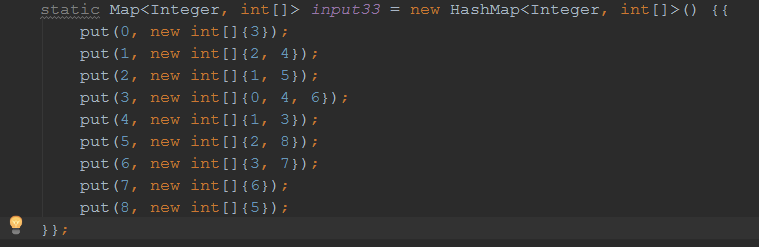 static Map<Integer, int[]> input33 = new HashMap<Integer, int[]>() {{
put(0, new int[]{3});
put(1, new int[]{2, 4});
put(2, new int[]{1, 5});
put(3, new int[]{0, 4, 6});
put(4, new int[]{1, 3});
put(5, new int[]{2, 8});
put(6, new int[]{3, 7});
put(7, new int[]{6});
put(8, new int[]{5});
}};